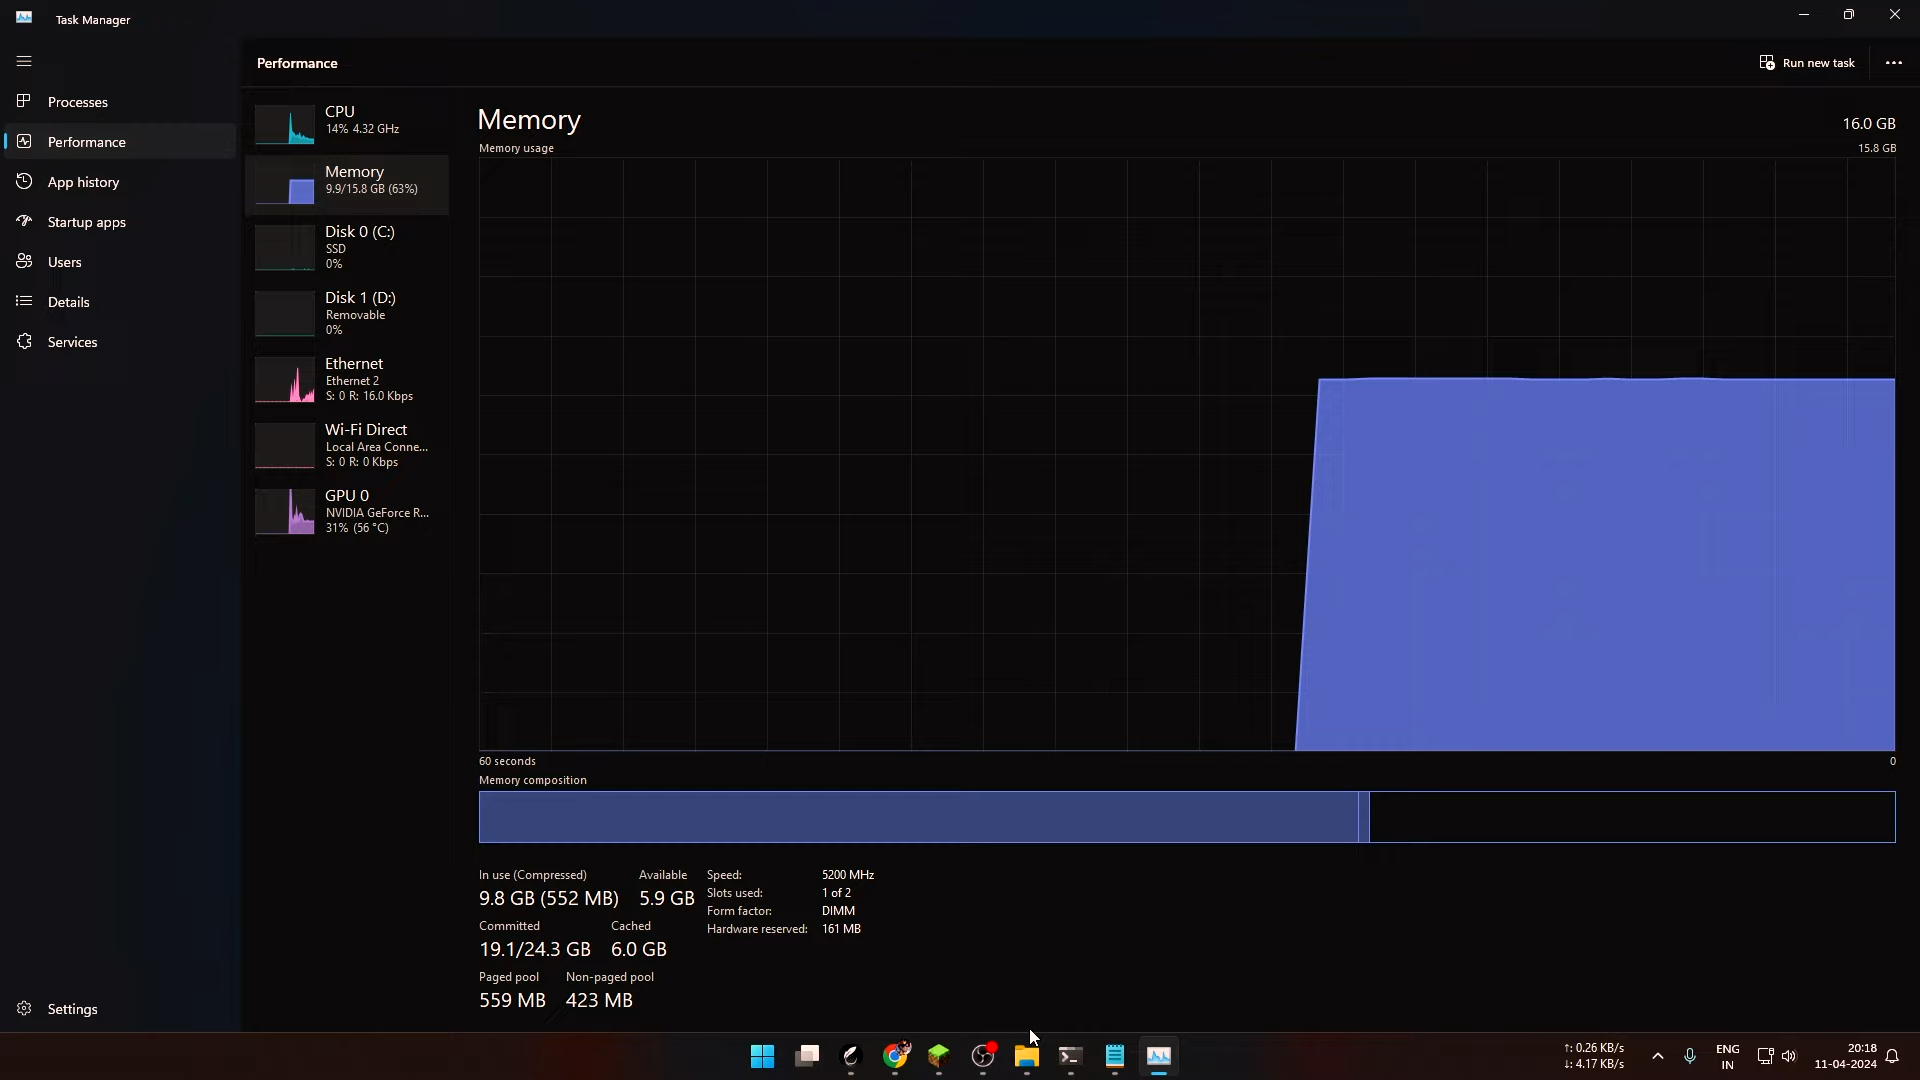 Task Manager
Performance
Run new task
Processes
Performance
App history
Startup apps
Users
Details
Services
Settings
CPU
14% 4.32 GHz
Memory
9.9/15.8 GB (63%)
Disk 0 (C:)
SSD
0%
Disk 1 (D:)
Removable
0%
Ethernet
Ethernet 2
S: 0 R: 16.0 Kbps
Wi-Fi Direct
Local Area Conne...
S: 0 R: 0 Kbps
GPU 0
NVIDIA GeForce R...
31% (56 °C)
Memory
16.0 GB
Memory usage
15.8 GB
60 seconds
0
Memory composition
In use (Compressed)
9.8 GB (552 MB)
Available
5.9 GB
Committed
19.1/24.3 GB
Cached
6.0 GB
Paged pool
559 MB
Non-paged pool
423 MB
Speed: 5200 MHz
Slots used: 1 of 2
Form factor: DIMM
Hardware reserved: 161 MB
↑: 0.26 KB/s
↓: 4.17 KB/s
ENG
IN
20:18
11-04-2024